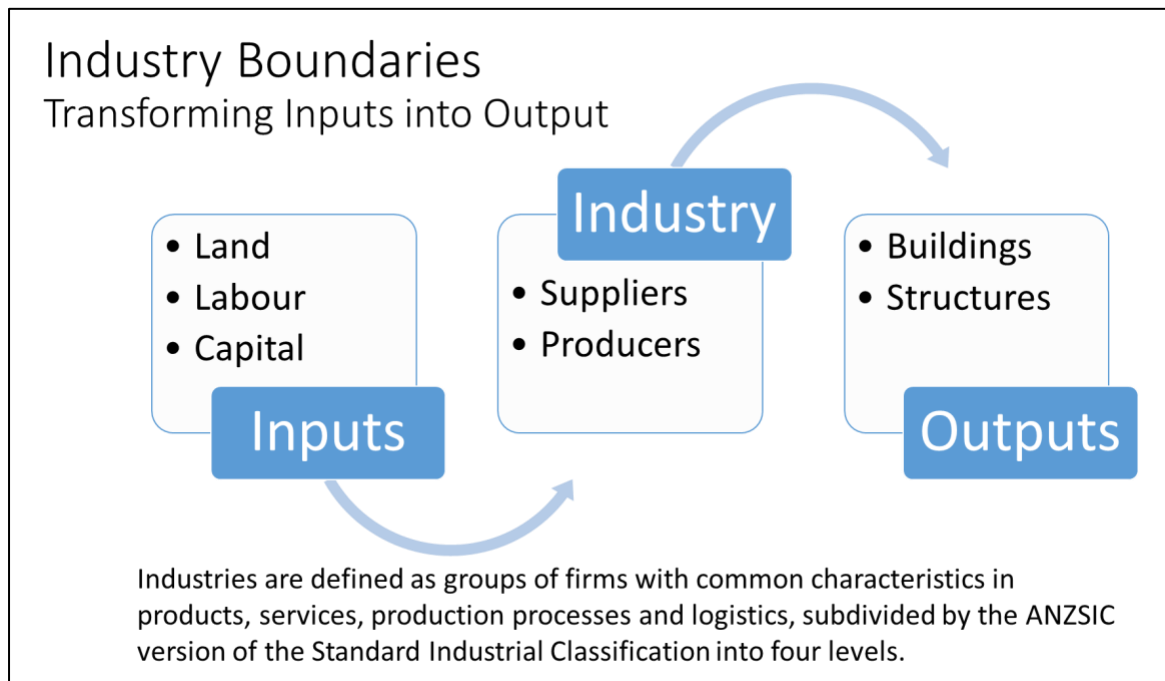 Industry Boundaries
Transforming Inputs into Output
• Land
• Labour
• Capital
Inputs
Industry
• Suppliers
• Producers
• Buildings
• Structures
Outputs
Industries are defined as groups of firms with common characteristics in
products, services, production processes and logistics, subdivided by the ANZSIC
version of the Standard Industrial Classification into four levels.